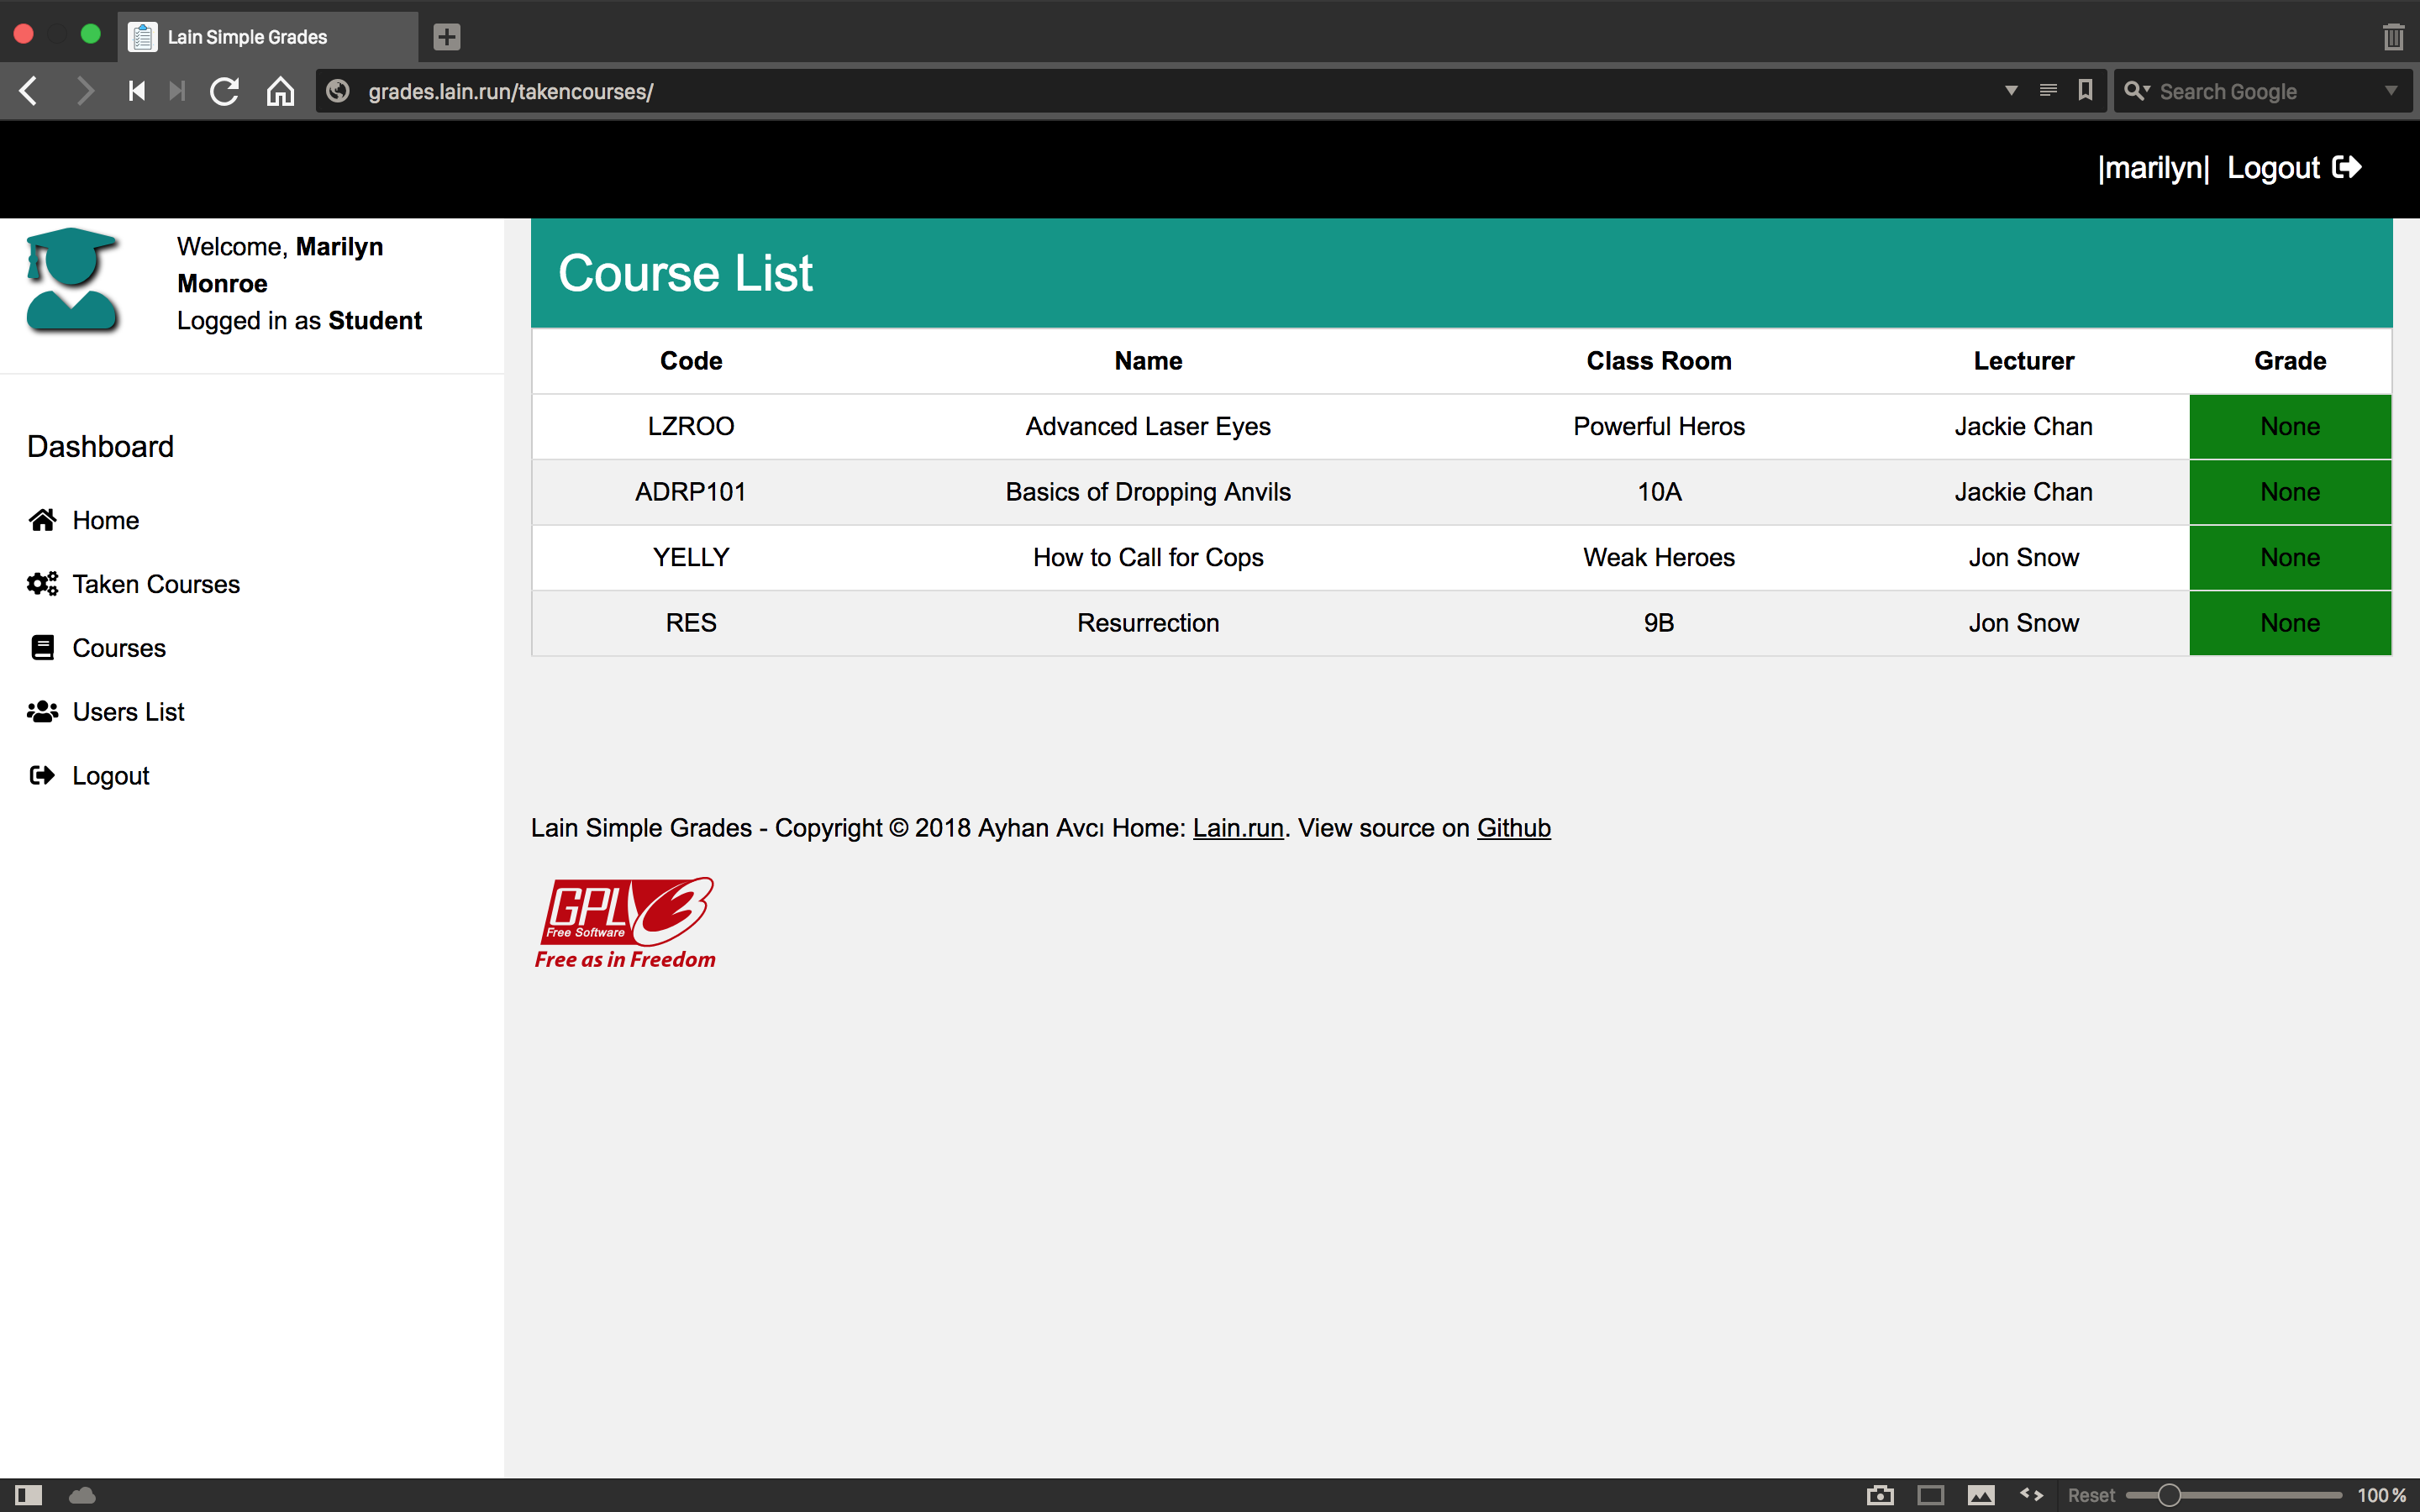 Lain Simple Grades
grades.lain.run/takencourses/
Search Google
|marilyn| Logout
Welcome, Marilyn
Monroe
Logged in as Student
Dashboard
Home
Taken Courses
Courses
Users List
Logout
Course List
Code Name Class Room Lecturer Grade
LZROO Advanced Laser Eyes Powerful Heros Jackie Chan None
ADRP101 Basics of Dropping Anvils 10A Jackie Chan None
YELLY How to Call for Cops Weak Heroes Jon Snow None
RES Resurrection 9B Jon Snow None
Lain Simple Grades - Copyright © 2018 Ayhan Avcı Home: Lain.run. View source on Github
GPLv3
Free Software
Free as in Freedom
Reset 100 %